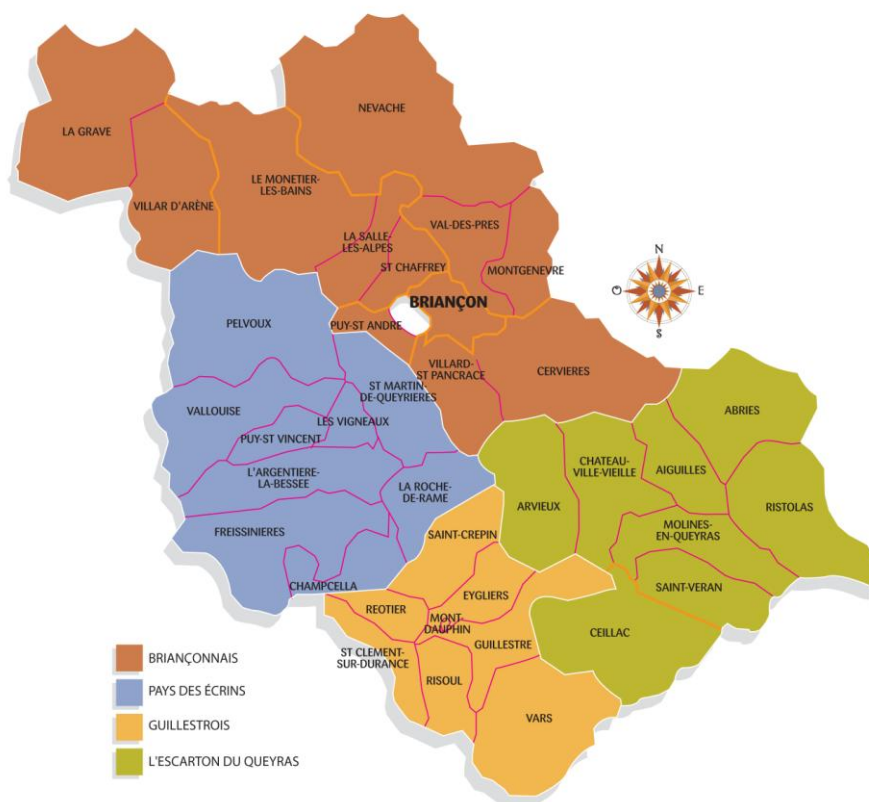 NEVACHE
LA GRAVE
LE MONETIER-
LES-BAINS
VILLAR D'ARÈNE
VAL-DES-PRES
LA SALLE-
LES-ALPES
ST CHAFFREY
MONTGENEVRE
N
O
E
S
BRIANÇON
PELVOUX
PUY-ST ANDRE
VILLARD-
ST PANCRACE
CERVIERES
ST MARTIN-
DE-QUEYRIERES
VALLOUISE
LES VIGNEAUX
ABRIES
PUY-ST VINCENT
CHATEAU-
VILLE-VIEILLE
AIGUILLES
L'ARGENTIERE-
LA-BESSEE
LA ROCHE-
DE-RAME
ARVIEUX
RISTOLAS
FREISSINIERES
SAINT-CREPIN
MOLINES-
EN-QUEYRAS
CHAMPCELLA
EYGLIERS
SAINT-VERAN
REOTIER
MONT-
DAUPHIN
CEILLAC
ST CLEMENT-
SUR-DURANCE
GUILLESTRE
RISOUL
VARS
BRIANÇONNAIS
PAYS DES ÉCRINS
GUILLESTROIS
L'ESCARTON DU QUEYRAS